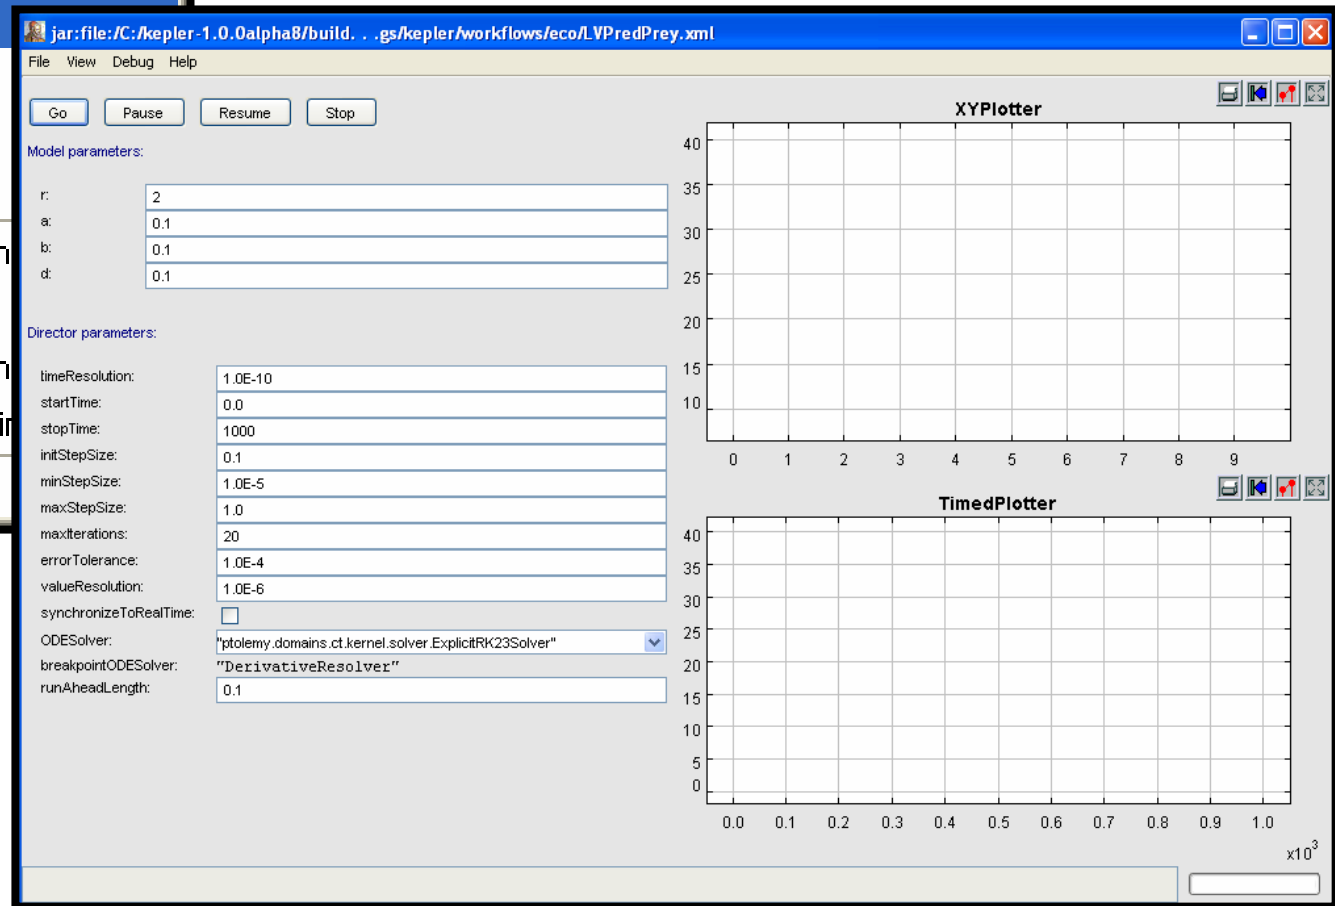 jar:file:/C:/kepler-1.0.0alpha8/build. . .gs/kepler/workflows/eco/LVPredPrey.xml
File View Debug Help
Go Pause Resume Stop
Model parameters:
r: 2
a: 0.1
b: 0.1
d: 0.1
Director parameters:
timeResolution: 1.0E-10
startTime: 0.0
stopTime: 1000
initStepSize: 0.1
minStepSize: 1.0E-5
maxStepSize: 1.0
maxIterations: 20
errorTolerance: 1.0E-4
valueResolution: 1.0E-6
synchronizeToRealTime:
ODESolver: "ptolemy.domains.ct.kernel.solver.ExplicitRK23Solver"
breakpointODESolver: "DerivativeResolver"
runAheadLength: 0.1
XYPlotter
40
35
30
25
20
15
10
0 1 2 3 4 5 6 7 8 9
TimedPlotter
40
35
30
25
20
15
10
5
0
0.0 0.1 0.2 0.3 0.4 0.5 0.6 0.7 0.8 0.9 1.0
x10³